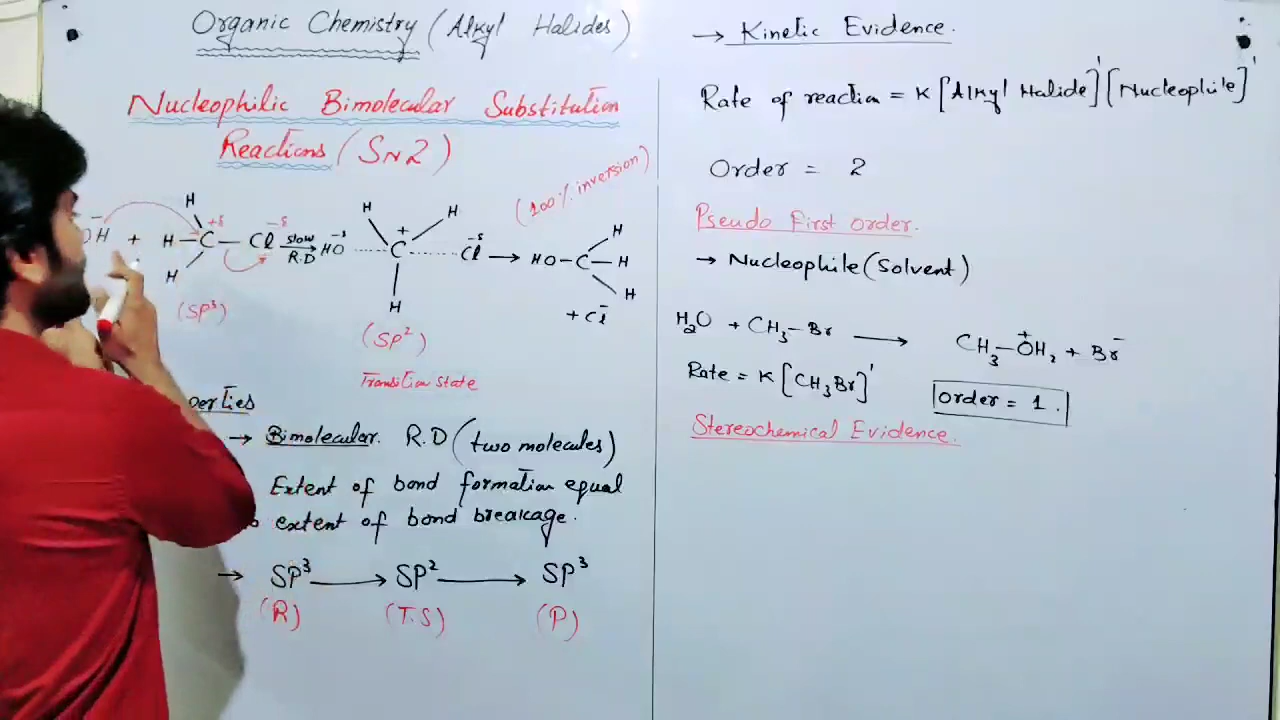 Organic Chemistry (Alkyl Halides)
Nucleophilic Bimolecular Substitution
Reactions (SN2)
(100% inversion)
H
ŌH + H — C — Cl
+δ -δ
H
(SP³)
slow
R.D
H H
HO -δ ........ C + ........ Cl -δ
H
(SP²)
Transition state
H
HO — C — H
H
+ Cl⁻
perties
→ Bimolecular. R.D (two molecules)
Extent of bond formation equal
extent of bond breakage.
→ SP³ ⟶ SP² ⟶ SP³
(R) (T.S) (P)
→ Kinetic Evidence.
Rate of reaction = K [Alkyl Halide]¹ [Nucleophile]¹
Order = 2
Pseudo First order.
→ Nucleophile (Solvent)
H₂O + CH₃—Br ⟶ CH₃—O⁺H₂ + Br⁻
Rate = K [CH₃Br]¹
order = 1.
Stereochemical Evidence.